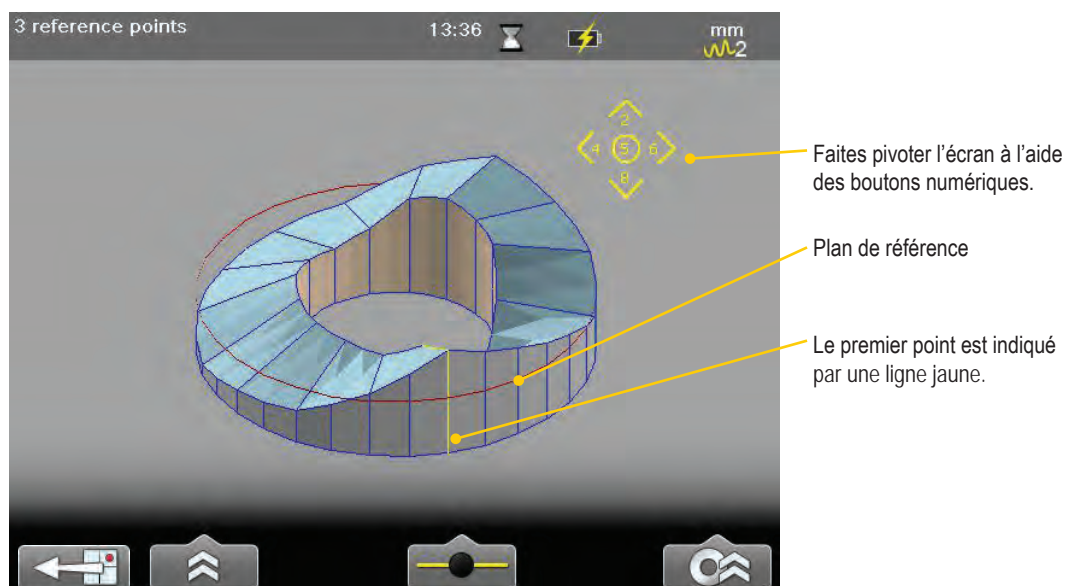 3 reference points
13:36
mm
2
2
4 5 6
8
Faites pivoter l'écran à l'aide
des boutons numériques.
Plan de référence
Le premier point est indiqué
par une ligne jaune.